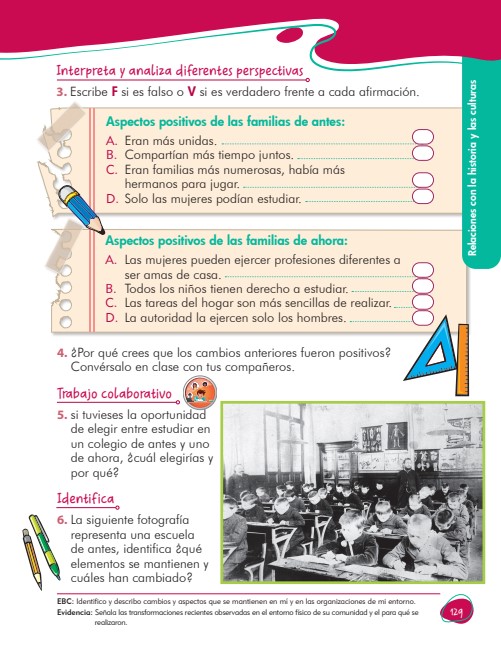 Interpreta y analiza diferentes perspectivas
3. Escribe F si es falso o V si es verdadero frente a cada afirmación.
Aspectos positivos de las familias de antes:
A. Eran más unidas.
B. Compartían más tiempo juntos.
C. Eran familias más numerosas, había más
hermanos para jugar.
D. Solo las mujeres podían estudiar.
Aspectos positivos de las familias de ahora:
A. Las mujeres pueden ejercer profesiones diferentes a
ser amas de casa.
B. Todos los niños tienen derecho a estudiar.
C. Las tareas del hogar son más sencillas de realizar.
D. La autoridad la ejercen solo los hombres.
4. ¿Por qué crees que los cambios anteriores fueron positivos?
Convérsalo en clase con tus compañeros.
Trabajo colaborativo
5. si tuvieses la oportunidad
de elegir entre estudiar en
un colegio de antes y uno
de ahora, ¿cuál elegirías y
por qué?
Identifica
6. La siguiente fotografía
representa una escuela
de antes, identifica ¿qué
elementos se mantienen y
cuáles han cambiado?
EBC: Identifico y describo cambios y aspectos que se mantienen en mí y en las organizaciones de mi entorno.
Evidencia: Señala las transformaciones recientes observadas en el entorno físico de su comunidad y el para qué se
realizaron.
129
Relaciones con la historia y las culturas